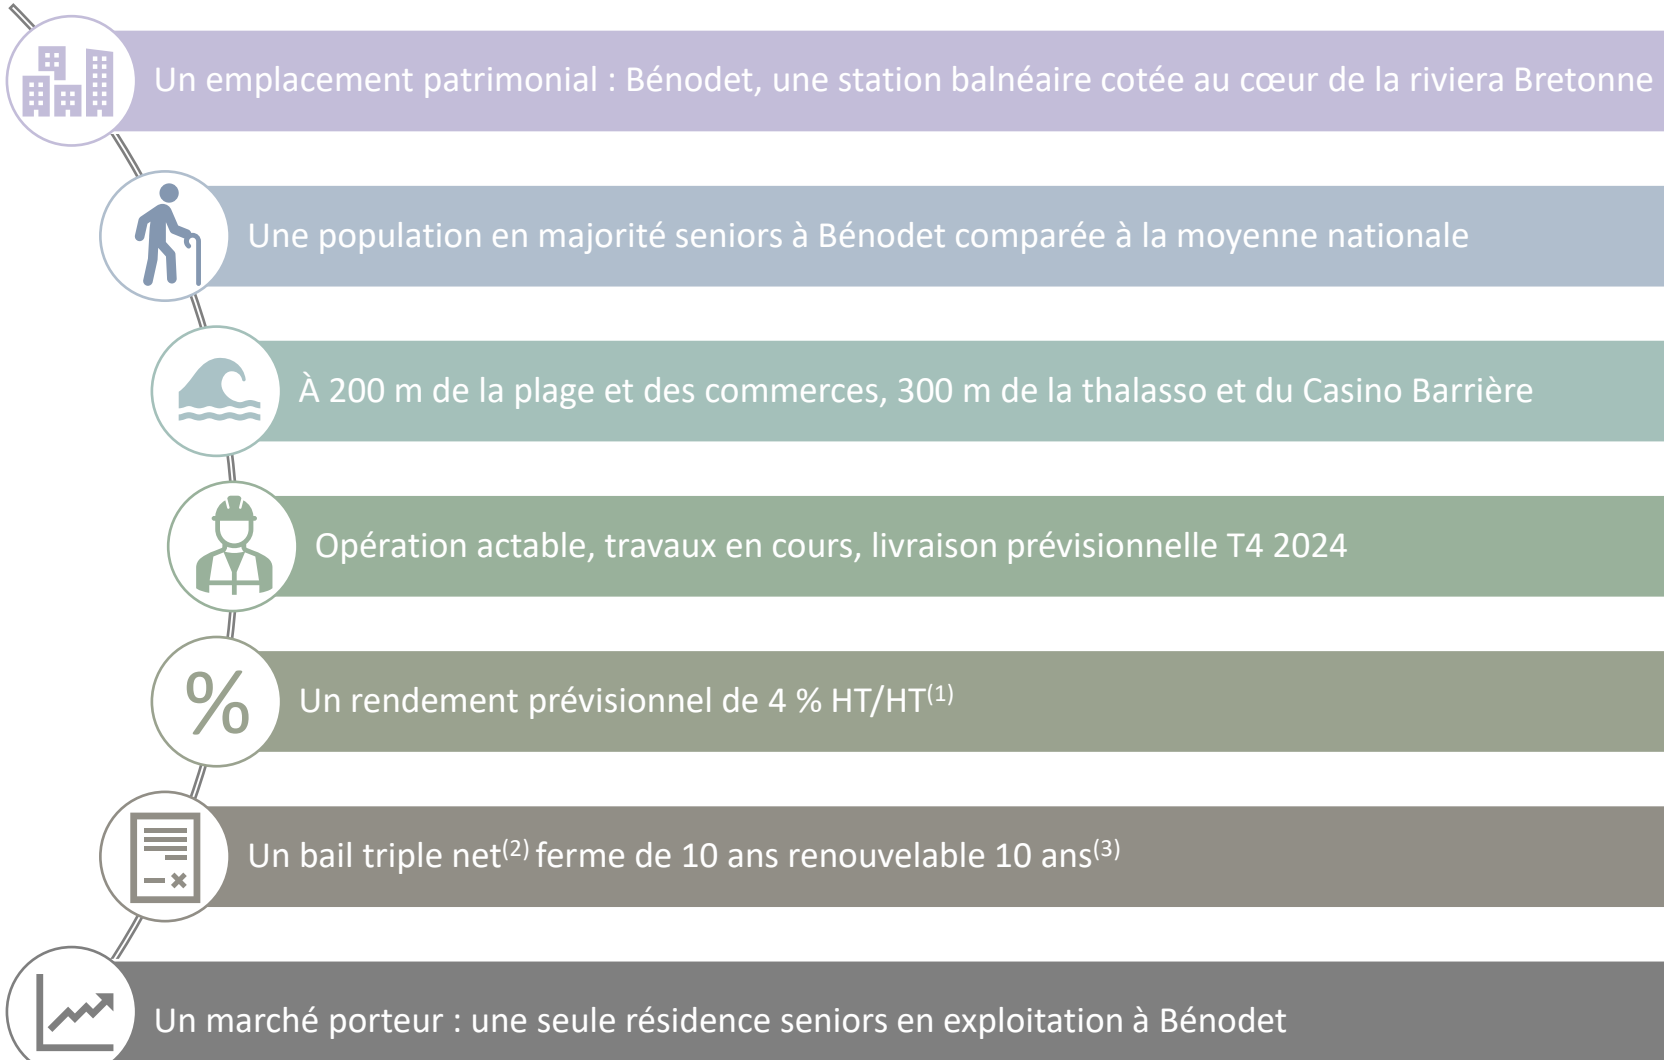 Un emplacement patrimonial : Bénodet, une station balnéaire cotée au cœur de la riviera Bretonne
Une population en majorité seniors à Bénodet comparée à la moyenne nationale
À 200 m de la plage et des commerces, 300 m de la thalasso et du Casino Barrière
Opération actable, travaux en cours, livraison prévisionnelle T4 2024
% Un rendement prévisionnel de 4 % HT/HT(1)
Un bail triple net(2) ferme de 10 ans renouvelable 10 ans(3)
Un marché porteur : une seule résidence seniors en exploitation à Bénodet